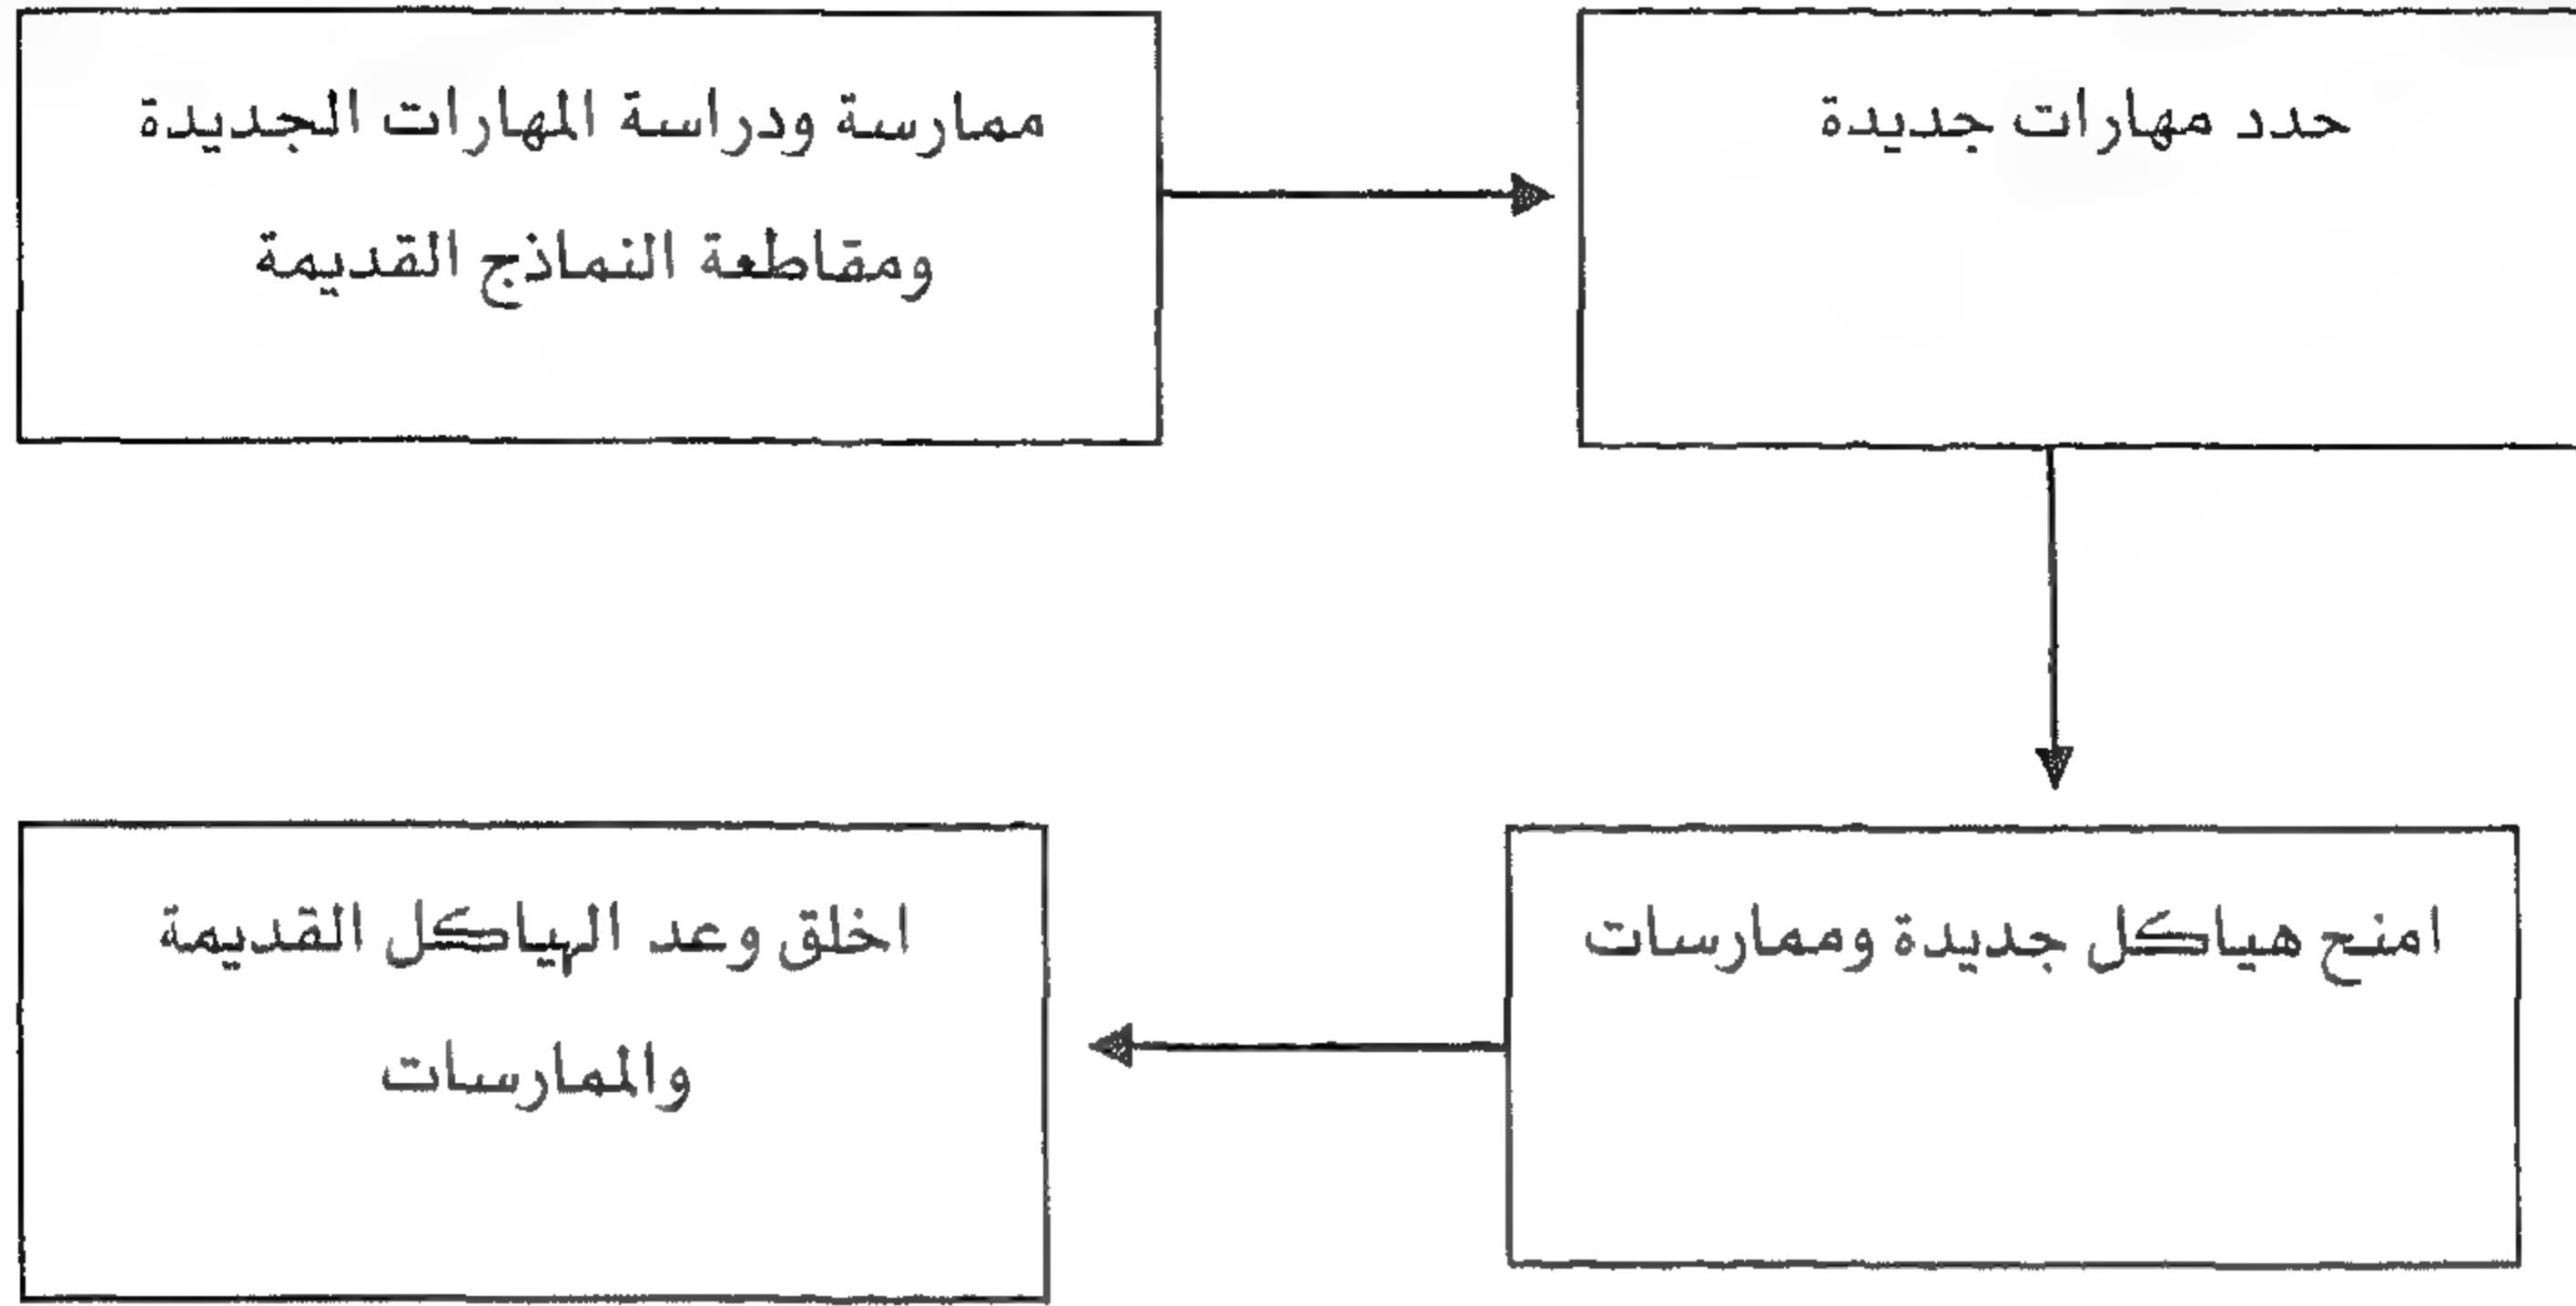 حدد مهارات جديدة
ممارسة ودراسة المهارات الجديدة
ومقاطعة النماذج القديمة
امنح هياكل جديدة وممارسات
اخلق وعد الهياكل القديمة
والممارسات